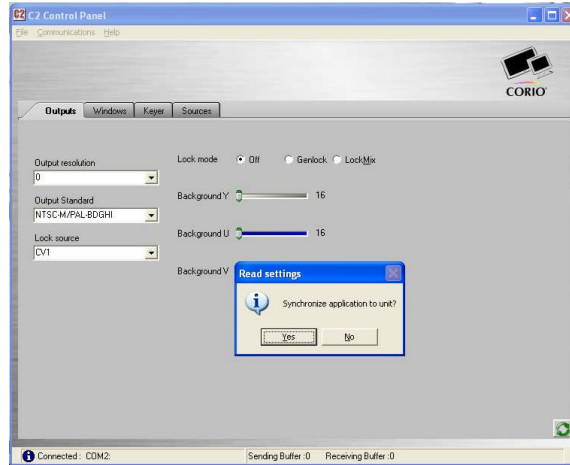 C2 C2 Control Panel
File Communications Help
CORIO
Outputs Windows Keyer Sources
Output resolution
0
Output Standard
NTSC-M/PAL-BDGHI
Lock source
CV1
Lock mode Off Genlock LockMix
Background Y 16
Background U 16
Background V
Read settings
Synchronize application to unit?
Yes No
Connected : COM2: Sending Buffer :0 Receiving Buffer :0